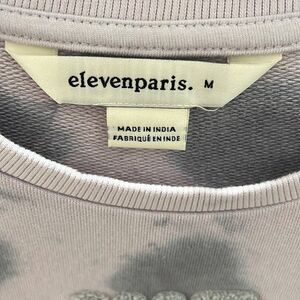 elevenparis. M
MADE IN INDIA
FABRIQUÉ EN INDE